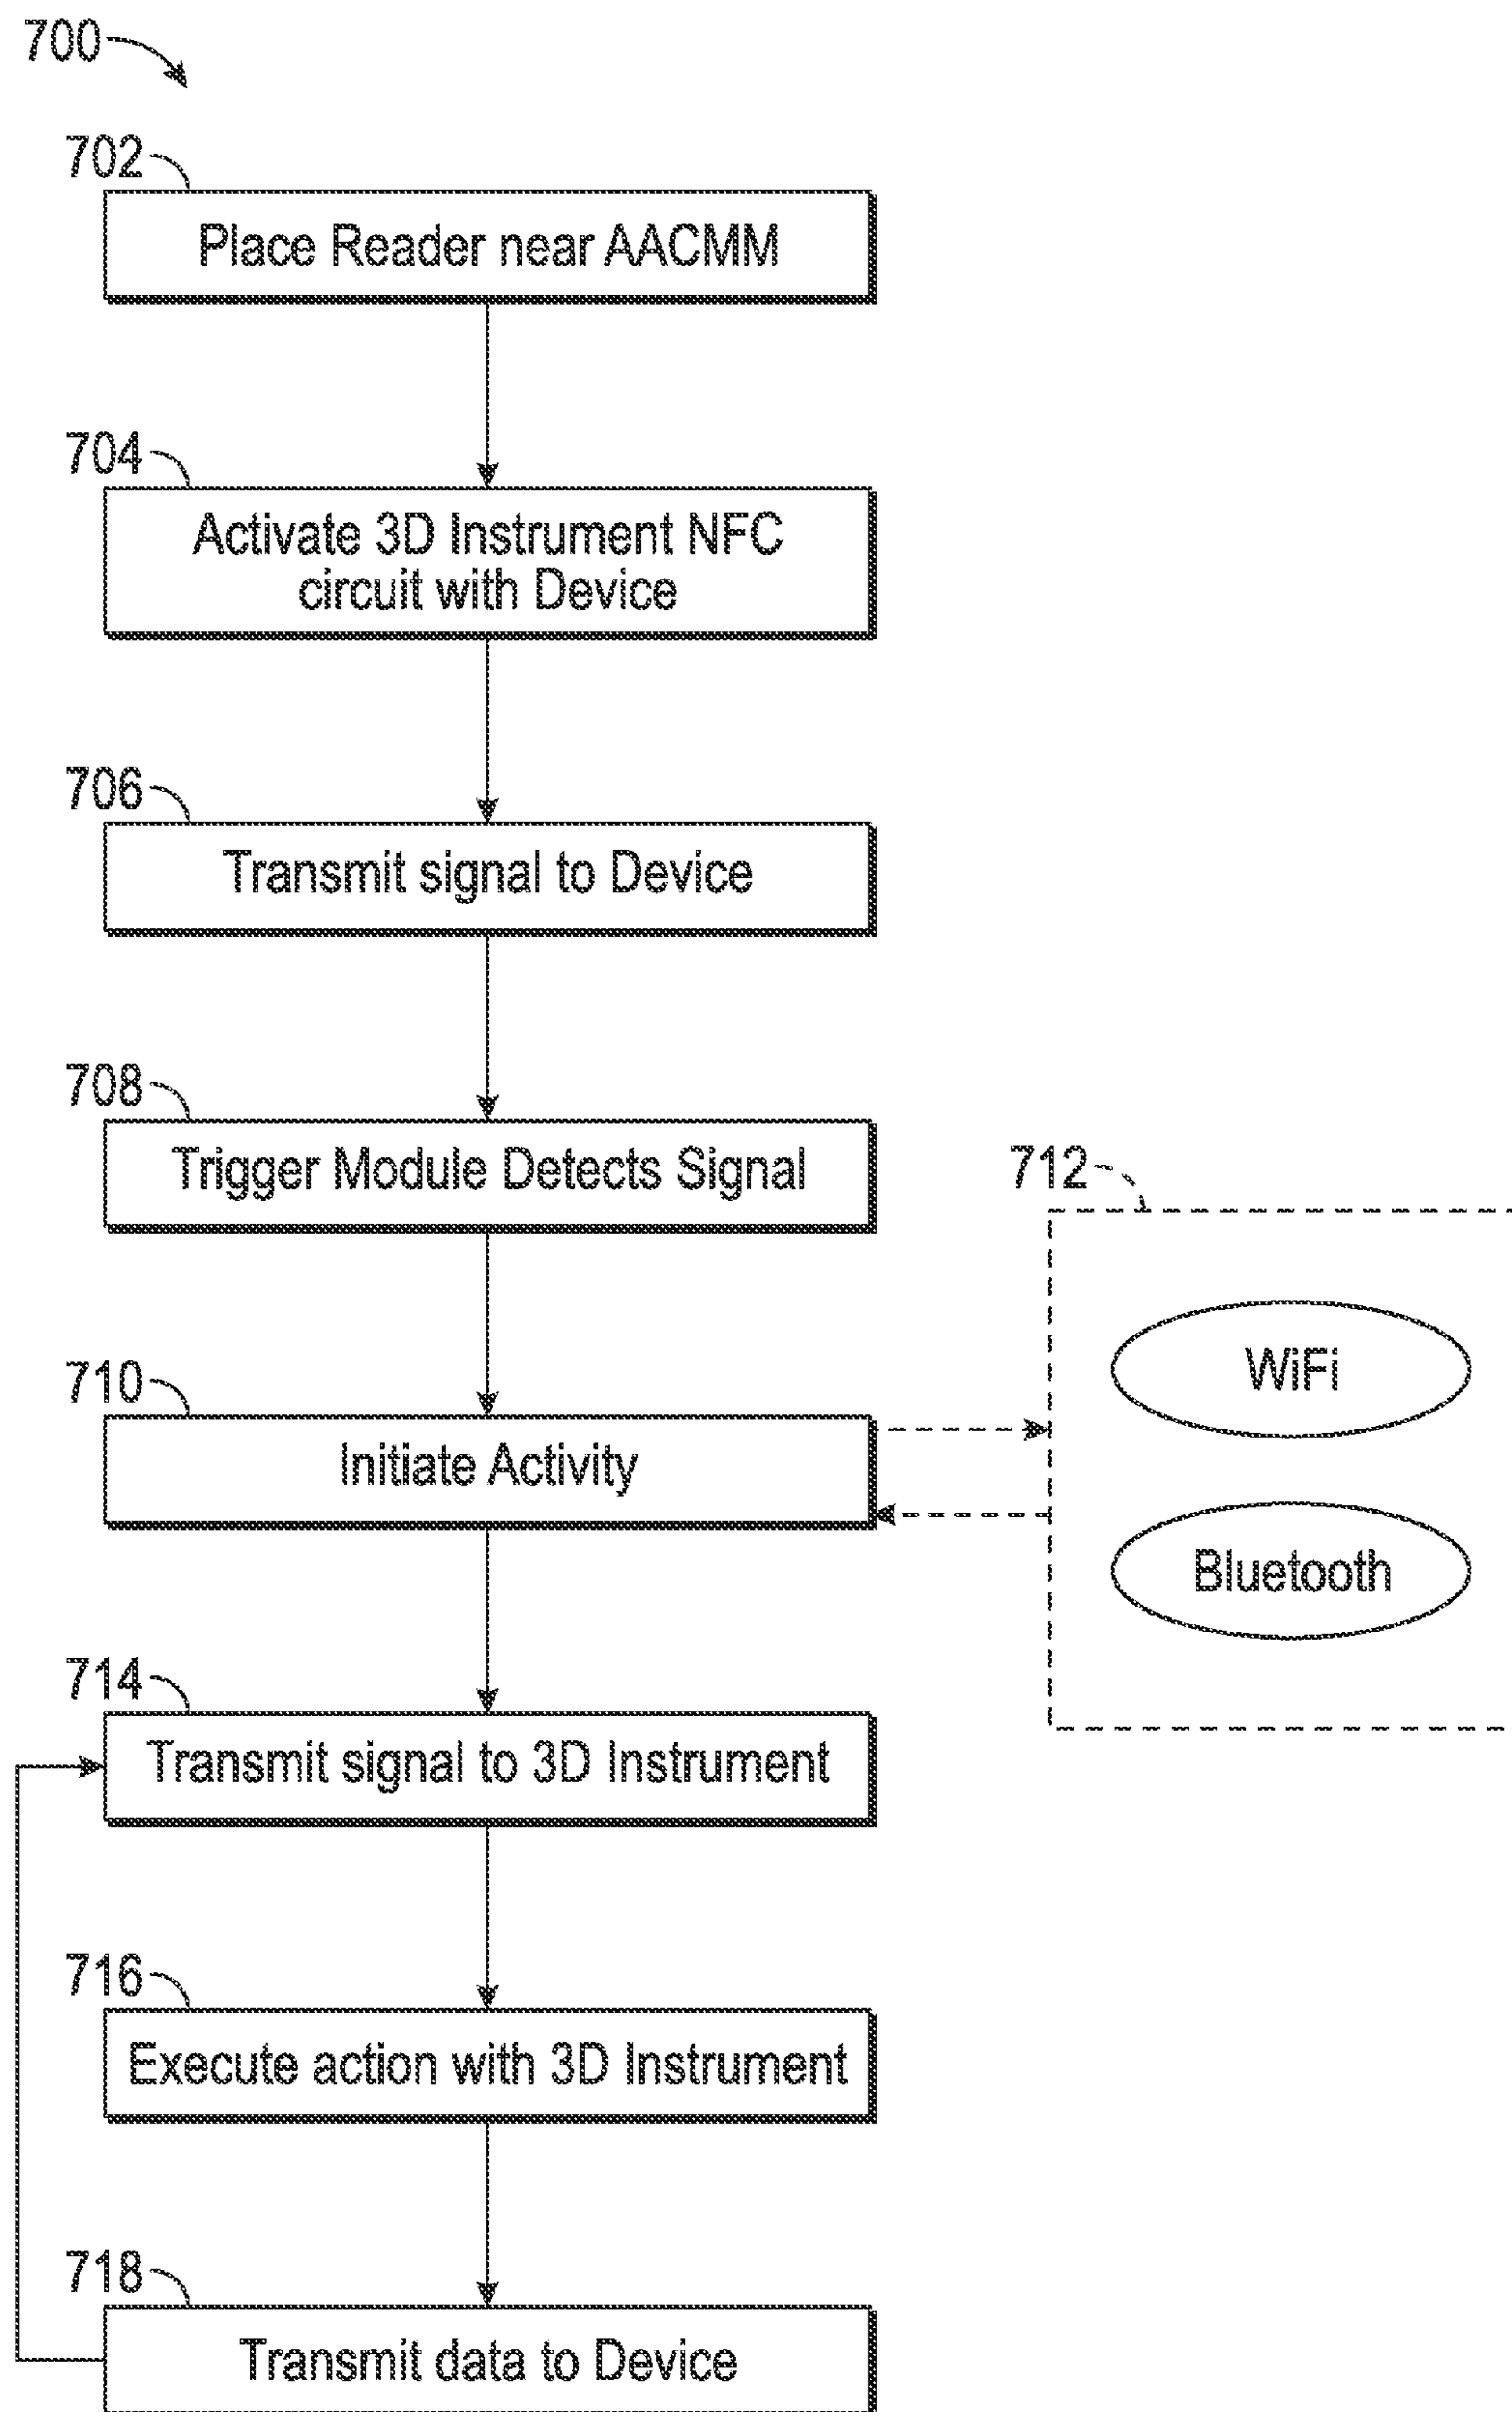 700
702
Place Reader near AACMM
704
Activate 3D Instrument NFC
circuit with Device
706
Transmit signal to Device
708
Trigger Module Detects Signal
712
WiFi
710
Initiate Activity
Bluetooth
714
Transmit signal to 3D Instrument
716
Execute action with 3D Instrument
718
Transmit data to Device